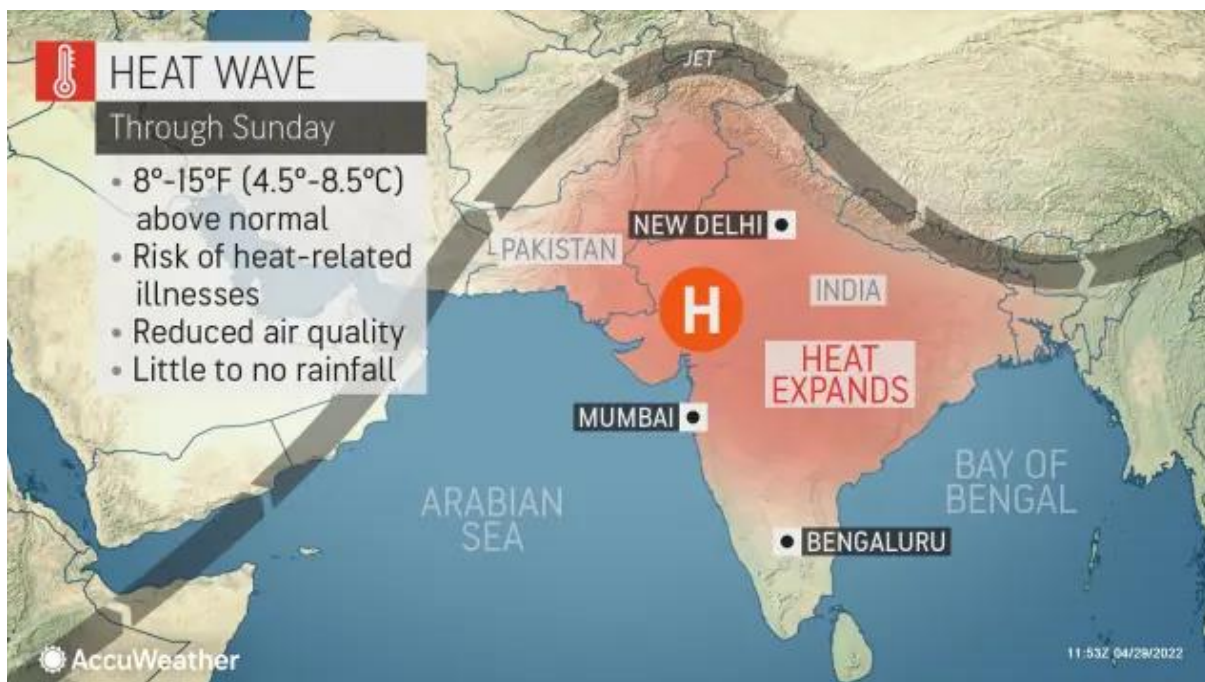 HEAT WAVE
Through Sunday
• 8°-15°F (4.5°-8.5°C)
above normal
• Risk of heat-related
illnesses
• Reduced air quality
• Little to no rainfall
JET
NEW DELHI
PAKISTAN
INDIA
H
HEAT
EXPANDS
MUMBAI
ARABIAN
SEA
BAY OF
BENGAL
BENGALURU
AccuWeather
11:53Z 04/29/2022